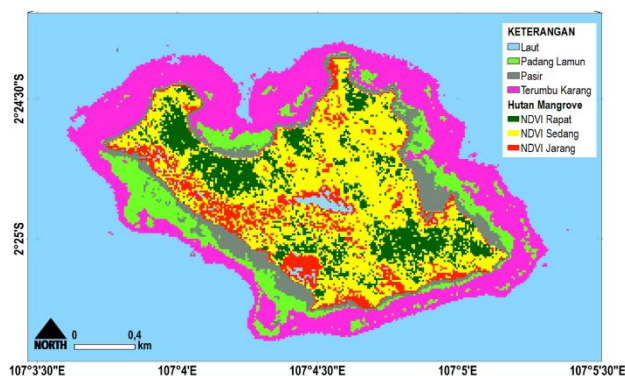 KETERANGAN
Laut
Padang Lamun
Pasir
Terumbu Karang
Hutan Mangrove
NDVI Rapat
NDVI Sedang
NDVI Jarang
2°24'30"S
2°25'S
NORTH
0 0,4
km
107°3'30"E 107°4'E 107°4'30"E 107°5'E 107°5'30"E